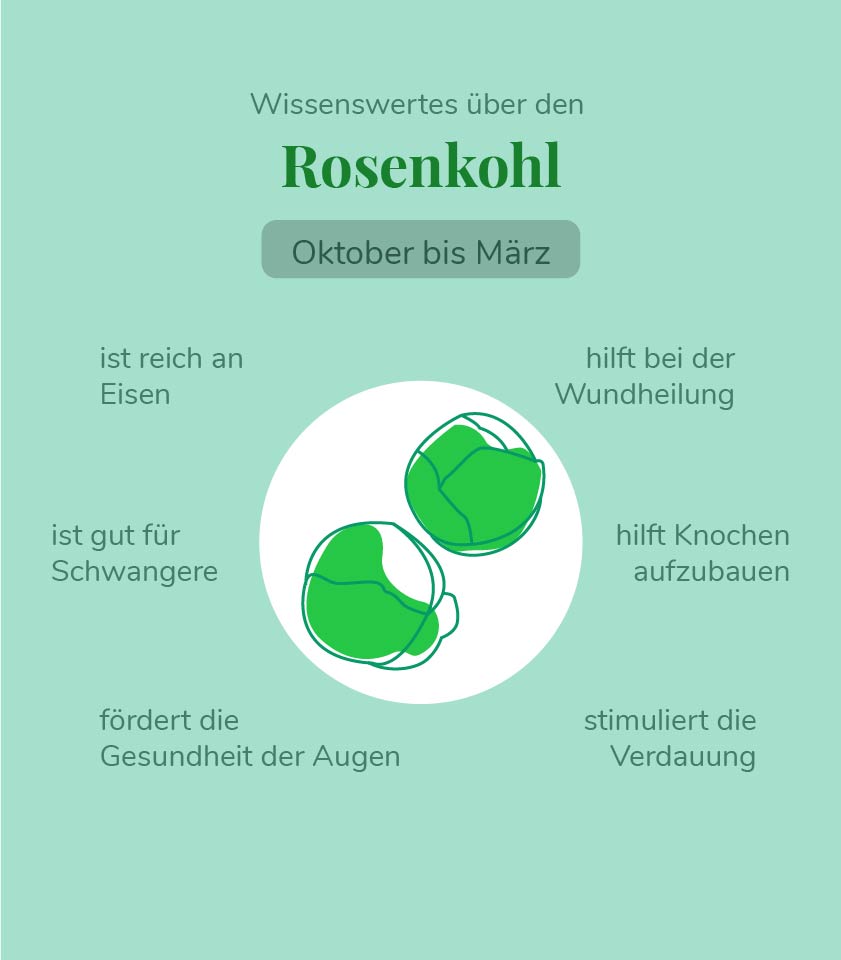 Wissenswertes über den
Rosenkohl
Oktober bis März
ist reich an
Eisen
hilft bei der
Wundheilung
ist gut für
Schwangere
hilft Knochen
aufzubauen
fördert die
Gesundheit der Augen
stimuliert die
Verdauung